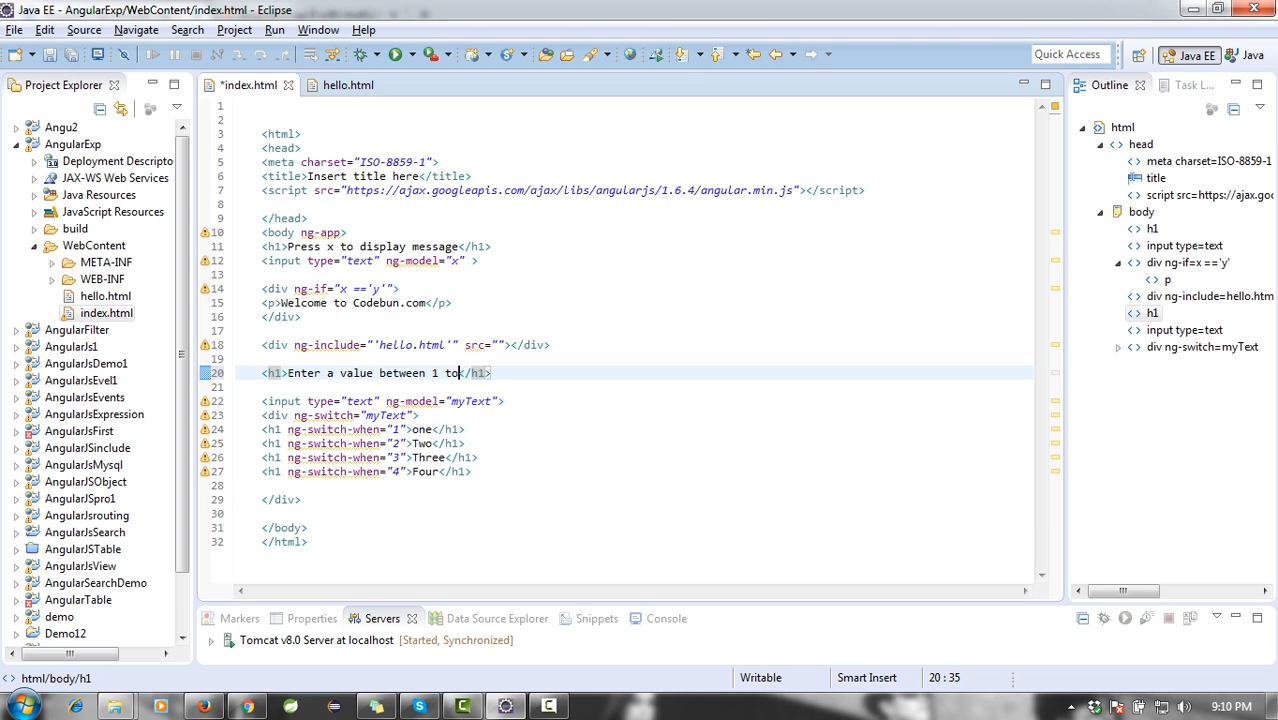 Java EE - AngularExp/WebContent/index.html - Eclipse
File Edit Source Navigate Search Project Run Window Help
Quick Access Java EE Java
Project Explorer
*index.html hello.html
Outline Task L...
Angu2
AngularExp
Deployment Descripto
JAX-WS Web Services
Java Resources
JavaScript Resources
build
WebContent
META-INF
WEB-INF
hello.html
index.html
AngularFilter
AngularJs1
AngularJsDemo1
AngularJsEvel1
AngularJsEvents
AngularJsExpress
AngularJsFirst
AngularJSinclude
AngularJsMysql
AngularJSObject
AngularJSpro1
AngularJsrouting
AngularJsSearch
AngularJSTable
AngularJsView
AngularSearchDemo
AngularTable
demo
Demo12
1
2
3 <html>
4 <head>
5 <meta charset="ISO-8859-1">
6 <title>Insert title here</title>
7 <script src="https://ajax.googleapis.com/ajax/libs/angularjs/1.6.4/angular.min.js"></script>
8
9 </head>
10 <body ng-app>
11 <h1>Press x to display message</h1>
12 <input type="text" ng-model="x" >
13
14 <div ng-if="x =='y'">
15 <p>Welcome to Codebun.com</p>
16 </div>
17
18 <div ng-include="'hello.html'" src=""></div>
19
20 <h1>Enter a value between 1 to</h1>
21
22 <input type="text" ng-model="myText">
23 <div ng-switch="myText">
24 <h1 ng-switch-when="1">one</h1>
25 <h1 ng-switch-when="2">Two</h1>
26 <h1 ng-switch-when="3">Three</h1>
27 <h1 ng-switch-when="4">Four</h1>
28
29 </div>
30
31 </body>
32 </html>
html
head
meta charset=ISO-8859-1
title
script src=https://ajax.goog
body
h1
input type=text
div ng-if=x =='y'
p
div ng-include='hello.htm
h1
input type=text
div ng-switch=myText
Markers Properties Servers Data Source Explorer Snippets Console
Tomcat v8.0 Server at localhost [Started, Synchronized]
html/body/h1 Writable Smart Insert 20 : 35
9:10 PM